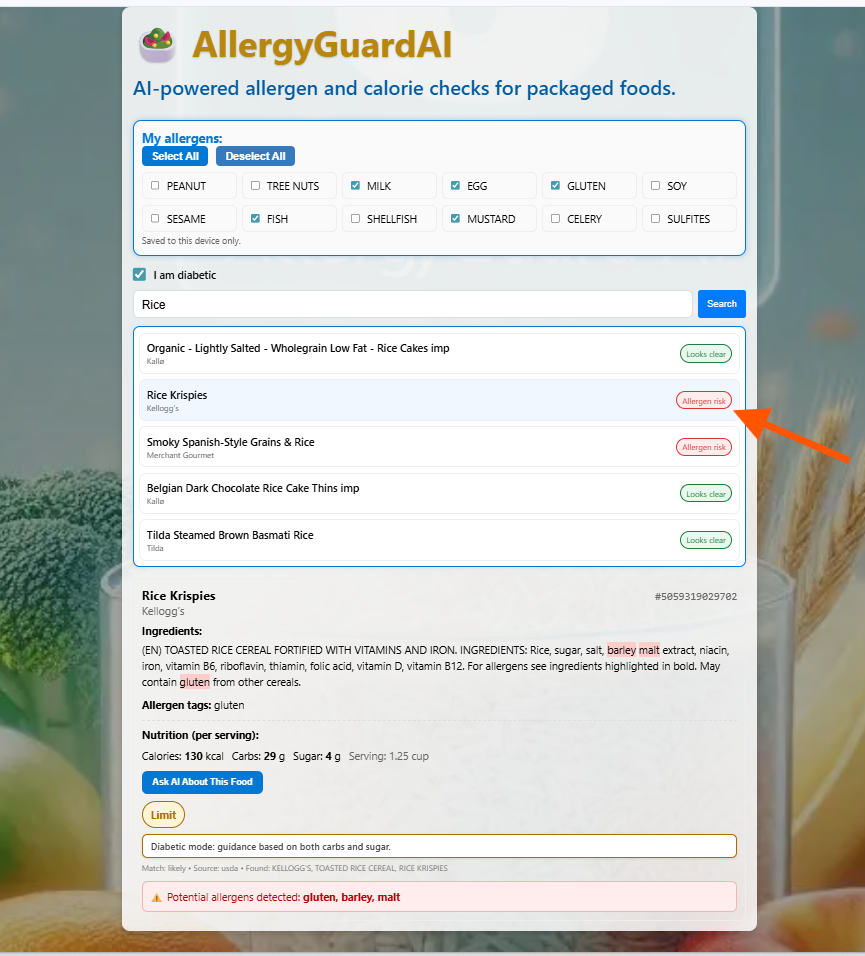 AllergyGuardAI
AI-powered allergen and calorie checks for packaged foods.
My allergens:
Select All Deselect All
PEANUT TREE NUTS MILK EGG GLUTEN SOY
SESAME FISH SHELLFISH MUSTARD CELERY SULFITES
Saved to this device only.
I am diabetic
Rice Search
Organic - Lightly Salted - Wholegrain Low Fat - Rice Cakes imp
Kallø
Looks clear
Rice Krispies
Kellogg's
Allergen risk
Smoky Spanish-Style Grains & Rice
Merchant Gourmet
Allergen risk
Belgian Dark Chocolate Rice Cake Thins imp
Kallø
Looks clear
Tilda Steamed Brown Basmati Rice
Tilda
Looks clear
Rice Krispies #5059319029702
Kellogg's
Ingredients:
(EN) TOASTED RICE CEREAL FORTIFIED WITH VITAMINS AND IRON. INGREDIENTS: Rice, sugar, salt, barley malt extract, niacin,
iron, vitamin B6, riboflavin, thiamin, folic acid, vitamin D, vitamin B12. For allergens see ingredients highlighted in bold. May
contain gluten from other cereals.
Allergen tags: gluten
Nutrition (per serving):
Calories: 130 kcal Carbs: 29 g Sugar: 4 g Serving: 1.25 cup
Ask AI About This Food
Limit
Diabetic mode: guidance based on both carbs and sugar.
Match: likely • Source: usda • Found: KELLOGG'S, TOASTED RICE CEREAL, RICE KRISPIES
⚠ Potential allergens detected: gluten, barley, malt